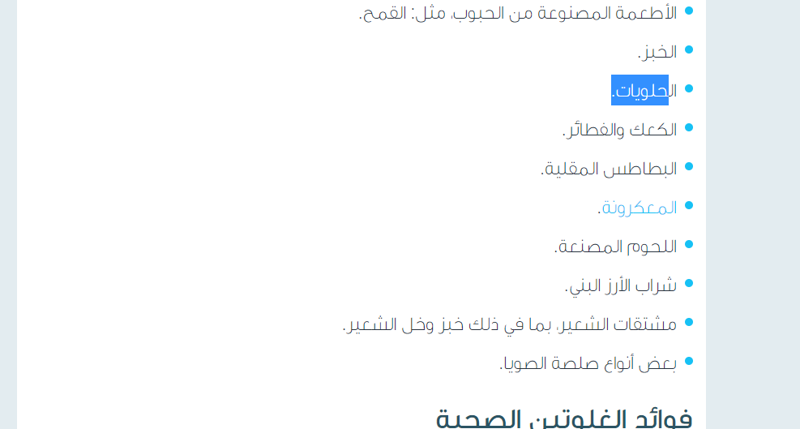 الأطعمة المصنوعة من الحبوب، مثل: القمح.
الخبز.
الحلويات.
الكعك والفطائر.
البطاطس المقلية.
المعكرونة.
اللحوم المصنعة.
شراب الأرز البني.
مشتقات الشعير، بما في ذلك خبز وخل الشعير.
بعض أنواع صلصة الصويا.
فوائد الغلوتين الصحية